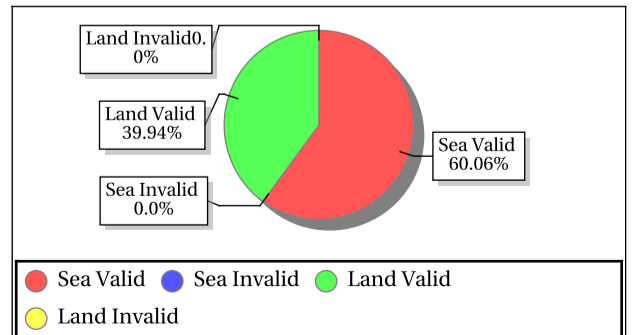 Land Invalid0.
0%
Land Valid
39.94%
Sea Valid
60.06%
Sea Invalid
0.0%
Sea Valid
Sea Invalid
Land Valid
Land Invalid